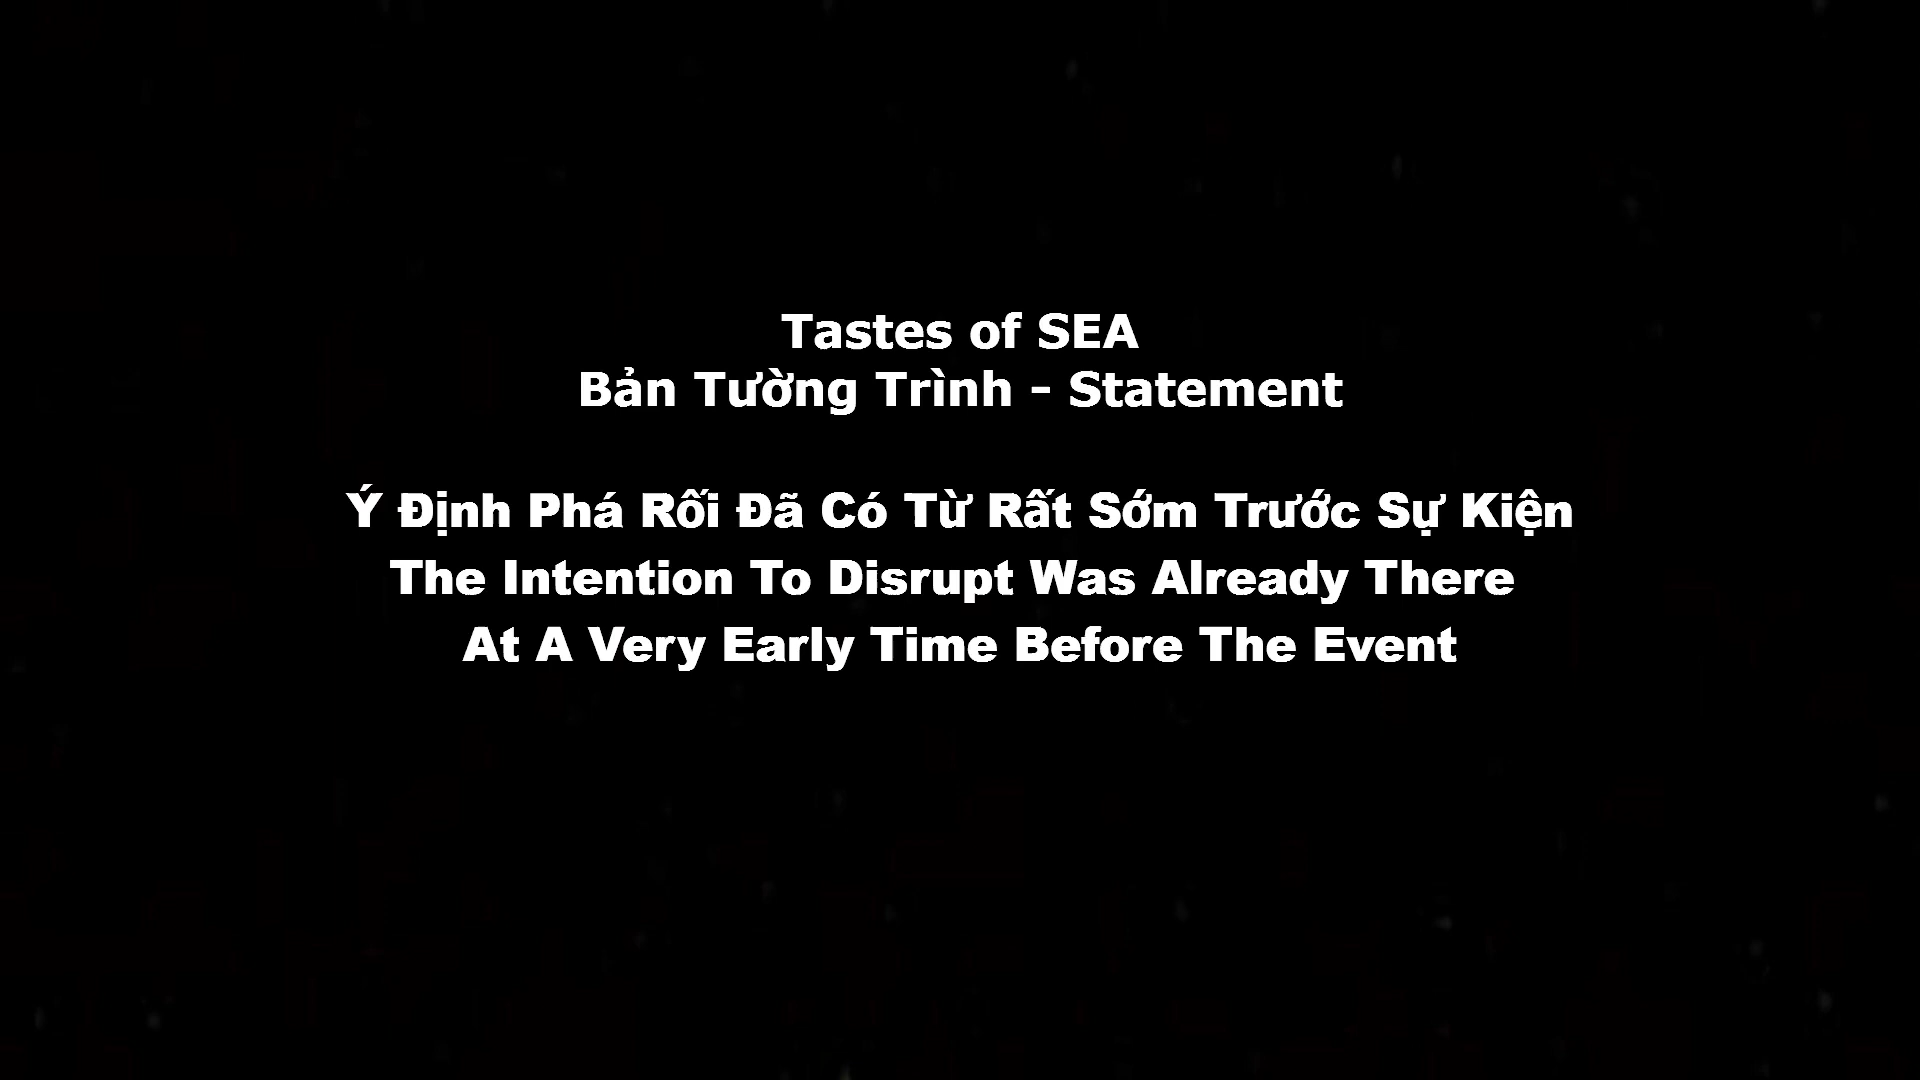 Tastes of SEA
Bản Tường Trình - Statement
Ý Định Phá Rối Đã Có Từ Rất Sớm Trước Sự Kiện
The Intention To Disrupt Was Already There
At A Very Early Time Before The Event